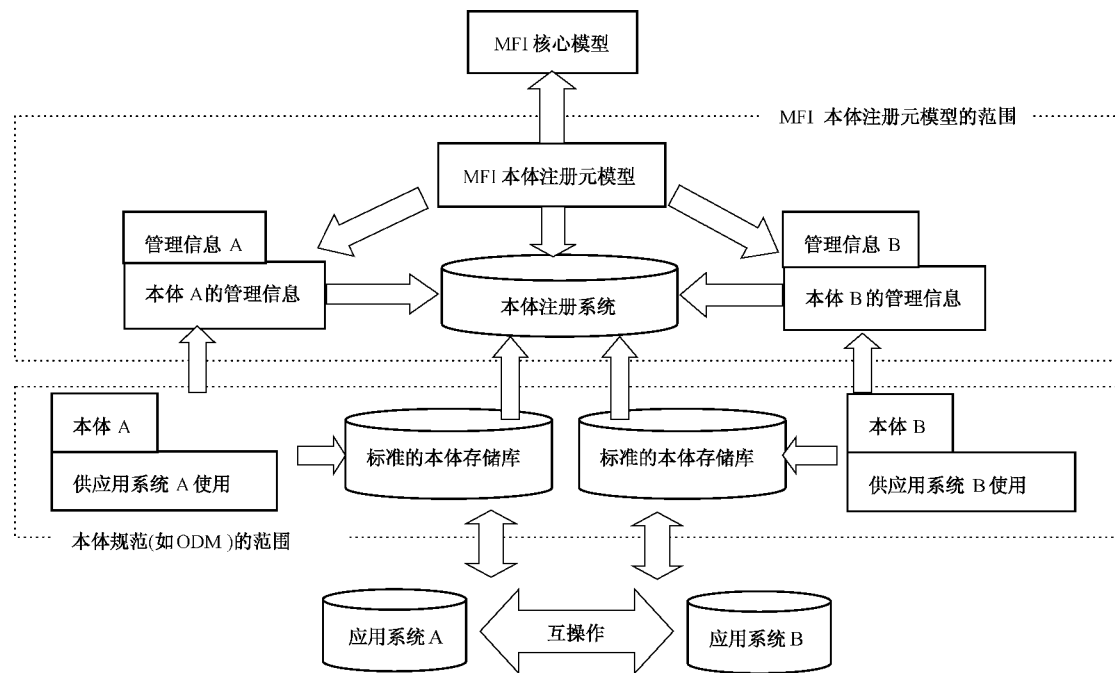 MFI 核心模型
MFI 本体注册元模型的范围
MFI 本体注册元模型
管理信息 A
本体 A 的管理信息
管理信息 B
本体 B 的管理信息
本体注册系统
本体 A
供应用系统 A 使用
标准的本体存储库
标准的本体存储库
本体 B
供应用系统 B 使用
本体规范(如 ODM )的范围
应用系统 A
互操作
应用系统 B